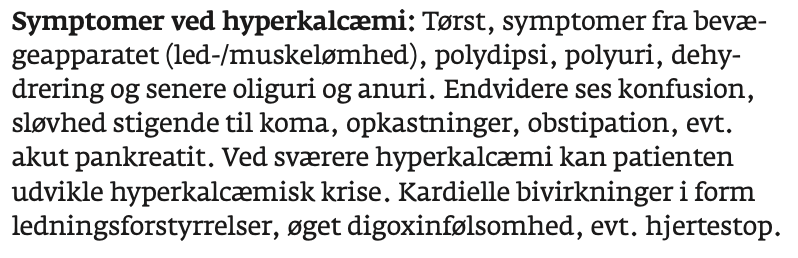 Symptomer ved hyperkalcæmi: Tørst, symptomer fra bevæ-
geapparatet (led-/muskelømhed), polydipsi, polyuri, dehy-
drering og senere oliguri og anuri. Endvidere ses konfusion,
sløvhed stigende til koma, opkastninger, obstipation, evt.
akut pankreatit. Ved sværere hyperkalcæmi kan patienten
udvikle hyperkalcæmisk krise. Kardielle bivirkninger i form
ledningsforstyrrelser, øget digoxinfølsomhed, evt. hjertestop.